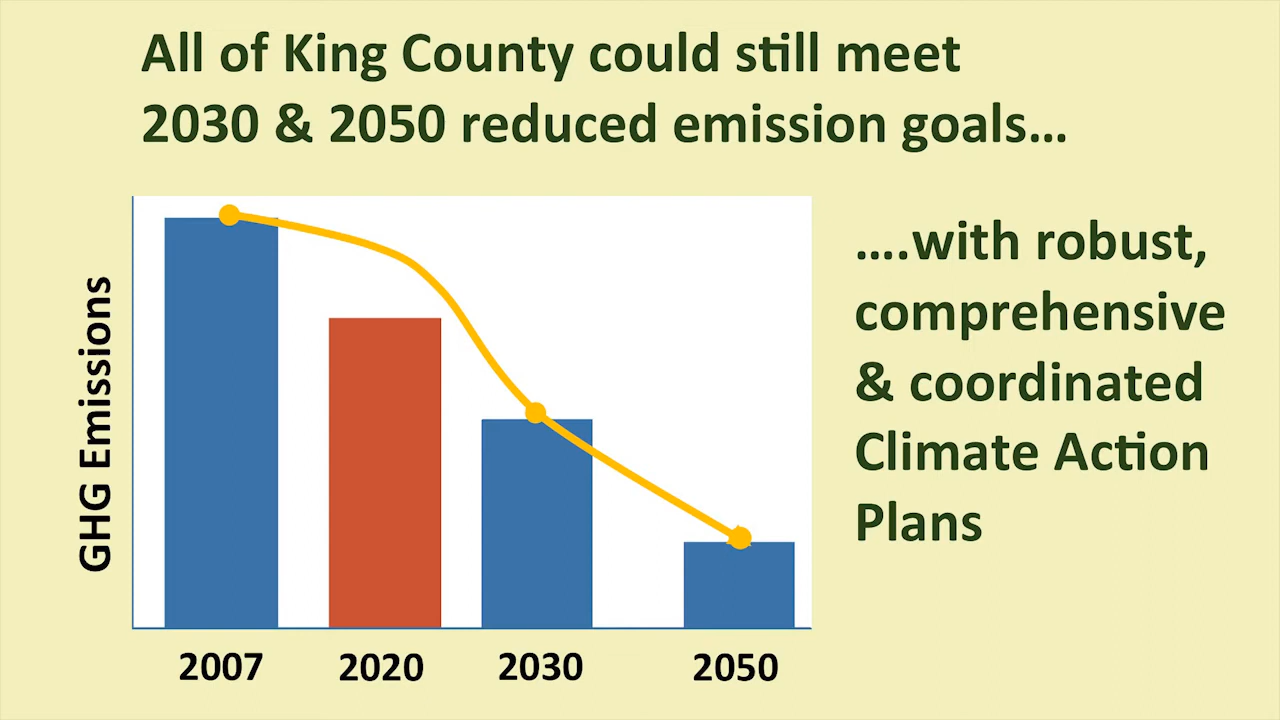 All of King County could still meet
2030 & 2050 reduced emission goals…
….with robust,
comprehensive
& coordinated
Climate Action
Plans
GHG Emissions
2007
2020
2030
2050